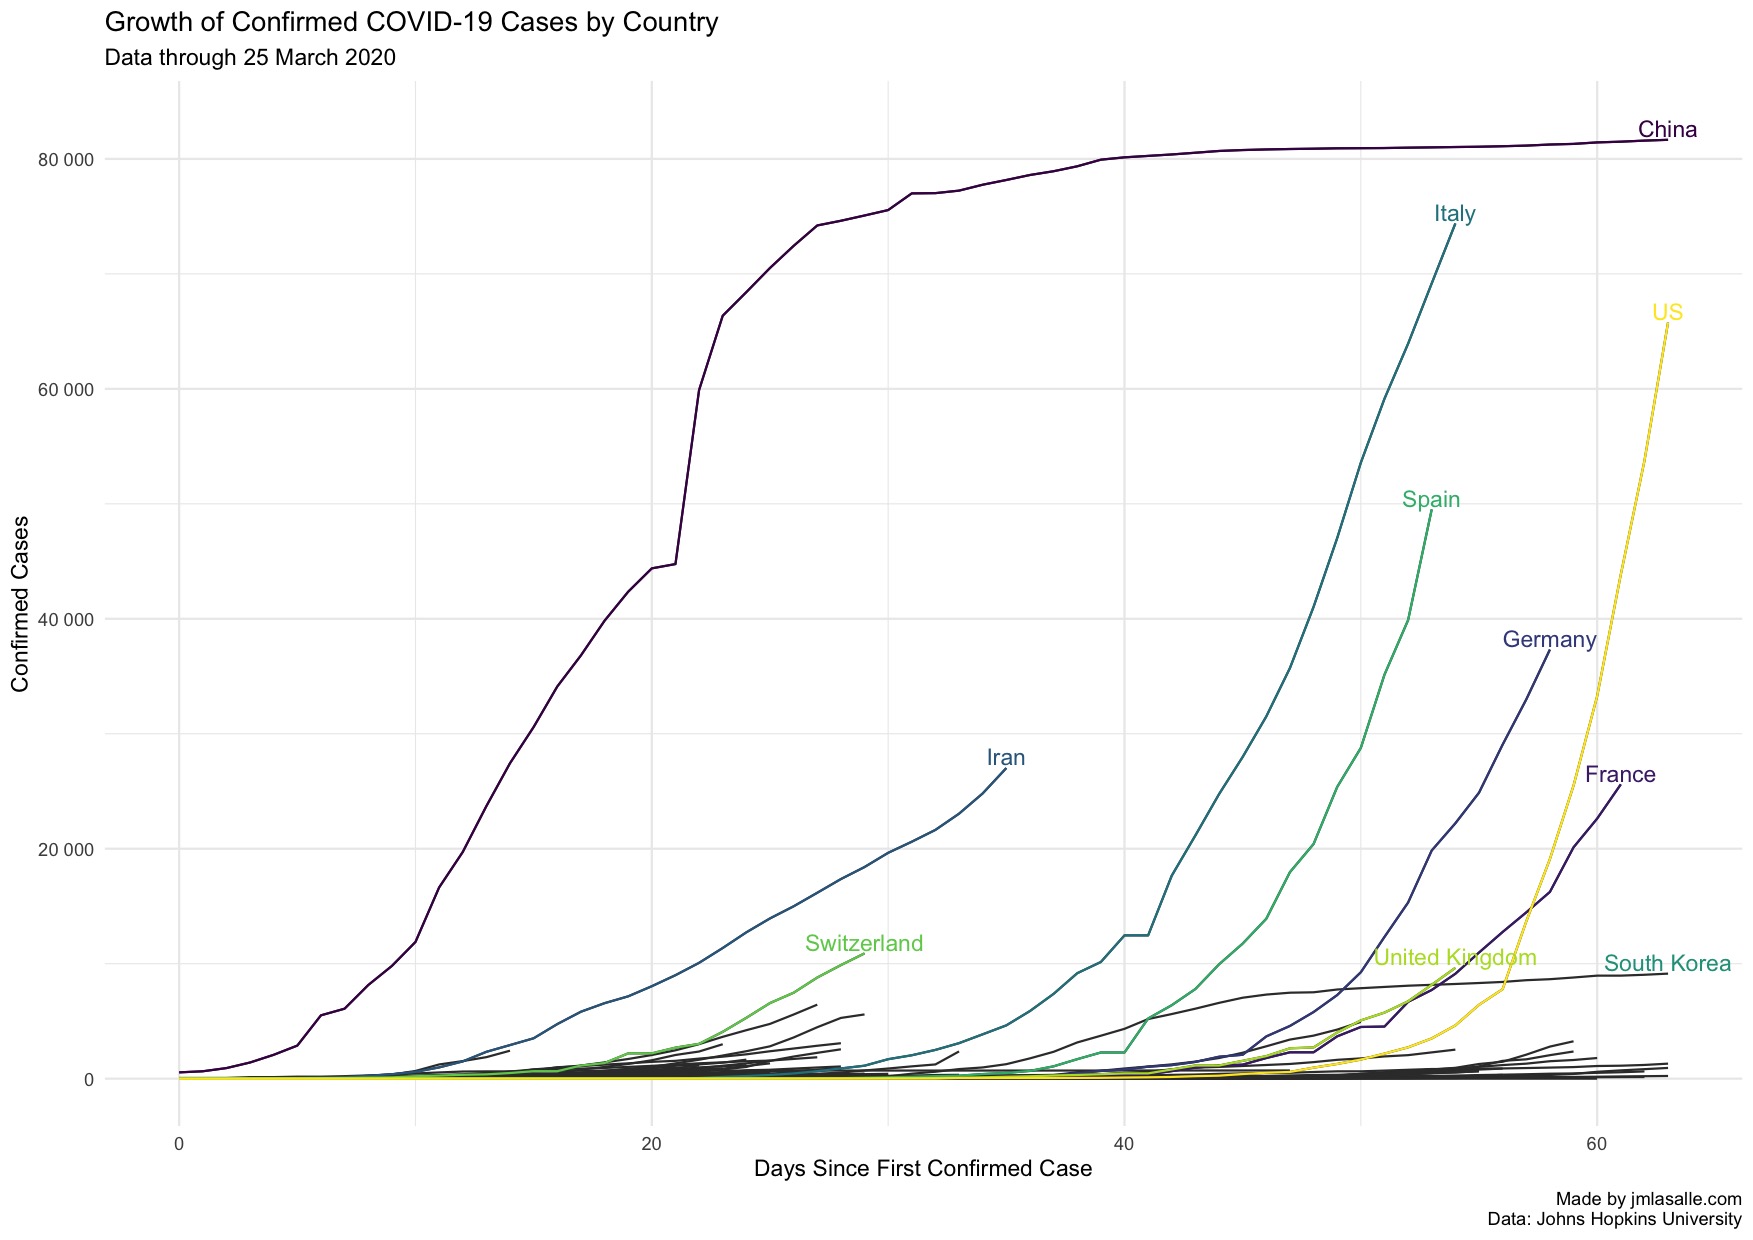 Growth of Confirmed COVID-19 Cases by Country
Data through 25 March 2020
China
80 000
Italy
US
60 000
Spain
Confirmed Cases
40 000
Germany
Iran
France
20 000
Switzerland
United Kingdom
South Korea
0
0 20 40 60
Days Since First Confirmed Case
Made by jmlasalle.com
Data: Johns Hopkins University